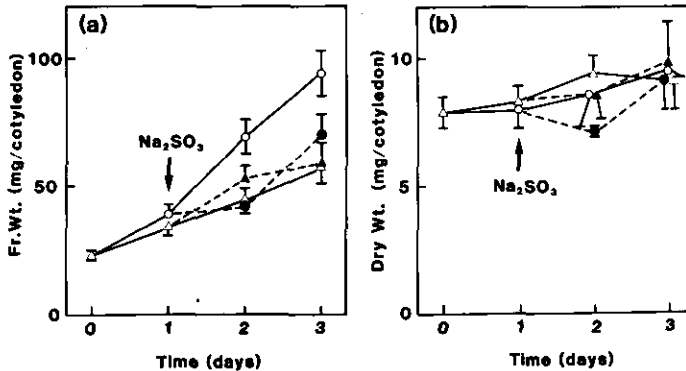 (a)
100
50
0
Fr.Wt. (mg/cotyledon)
Na₂SO₃
0 1 2 3
Time (days)
(b)
10
5
0
Dry Wt. (mg/cotyledon)
Na₂SO₃
0 1 2 3
Time (days)